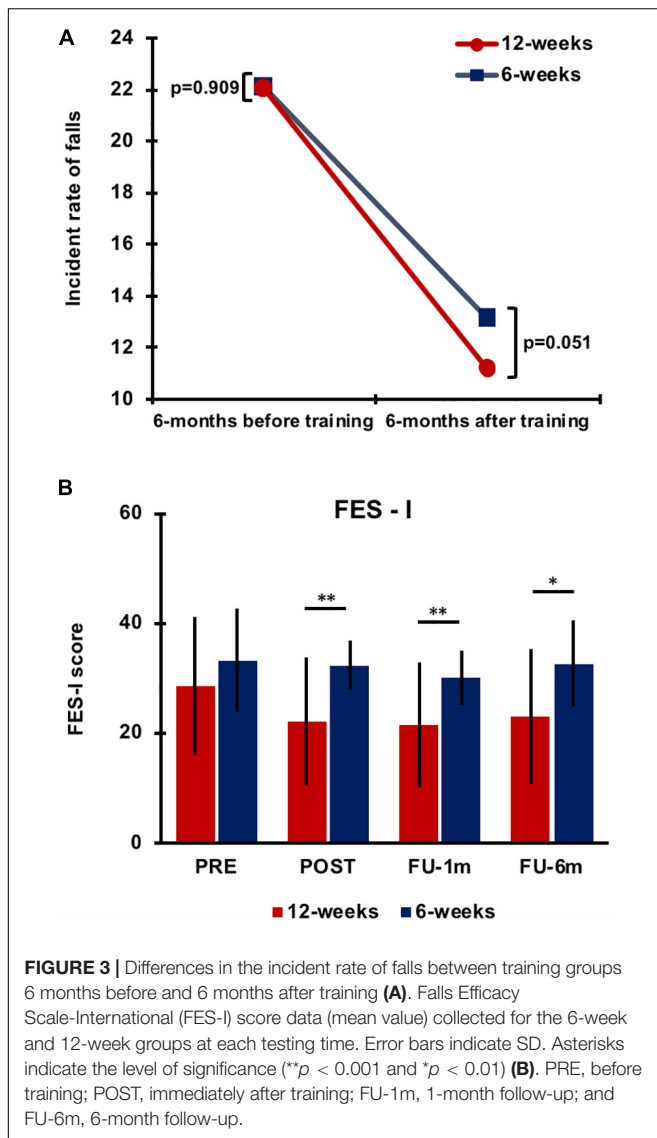 A
24
22
20
18
16
14
12
10
Incident rate of falls
12-weeks
6-weeks
p=0.909
p=0.051
6-months before training
6-months after training
B
FES - I
60
40
20
0
FES-I score
**
**
*
PRE
POST
FU-1m
FU-6m
12-weeks
6-weeks
FIGURE 3 | Differences in the incident rate of falls between training groups
6 months before and 6 months after training (A). Falls Efficacy
Scale-International (FES-I) score data (mean value) collected for the 6-week
and 12-week groups at each testing time. Error bars indicate SD. Asterisks
indicate the level of significance (**p < 0.001 and *p < 0.01) (B). PRE, before
training; POST, immediately after training; FU-1m, 1-month follow-up; and
FU-6m, 6-month follow-up.